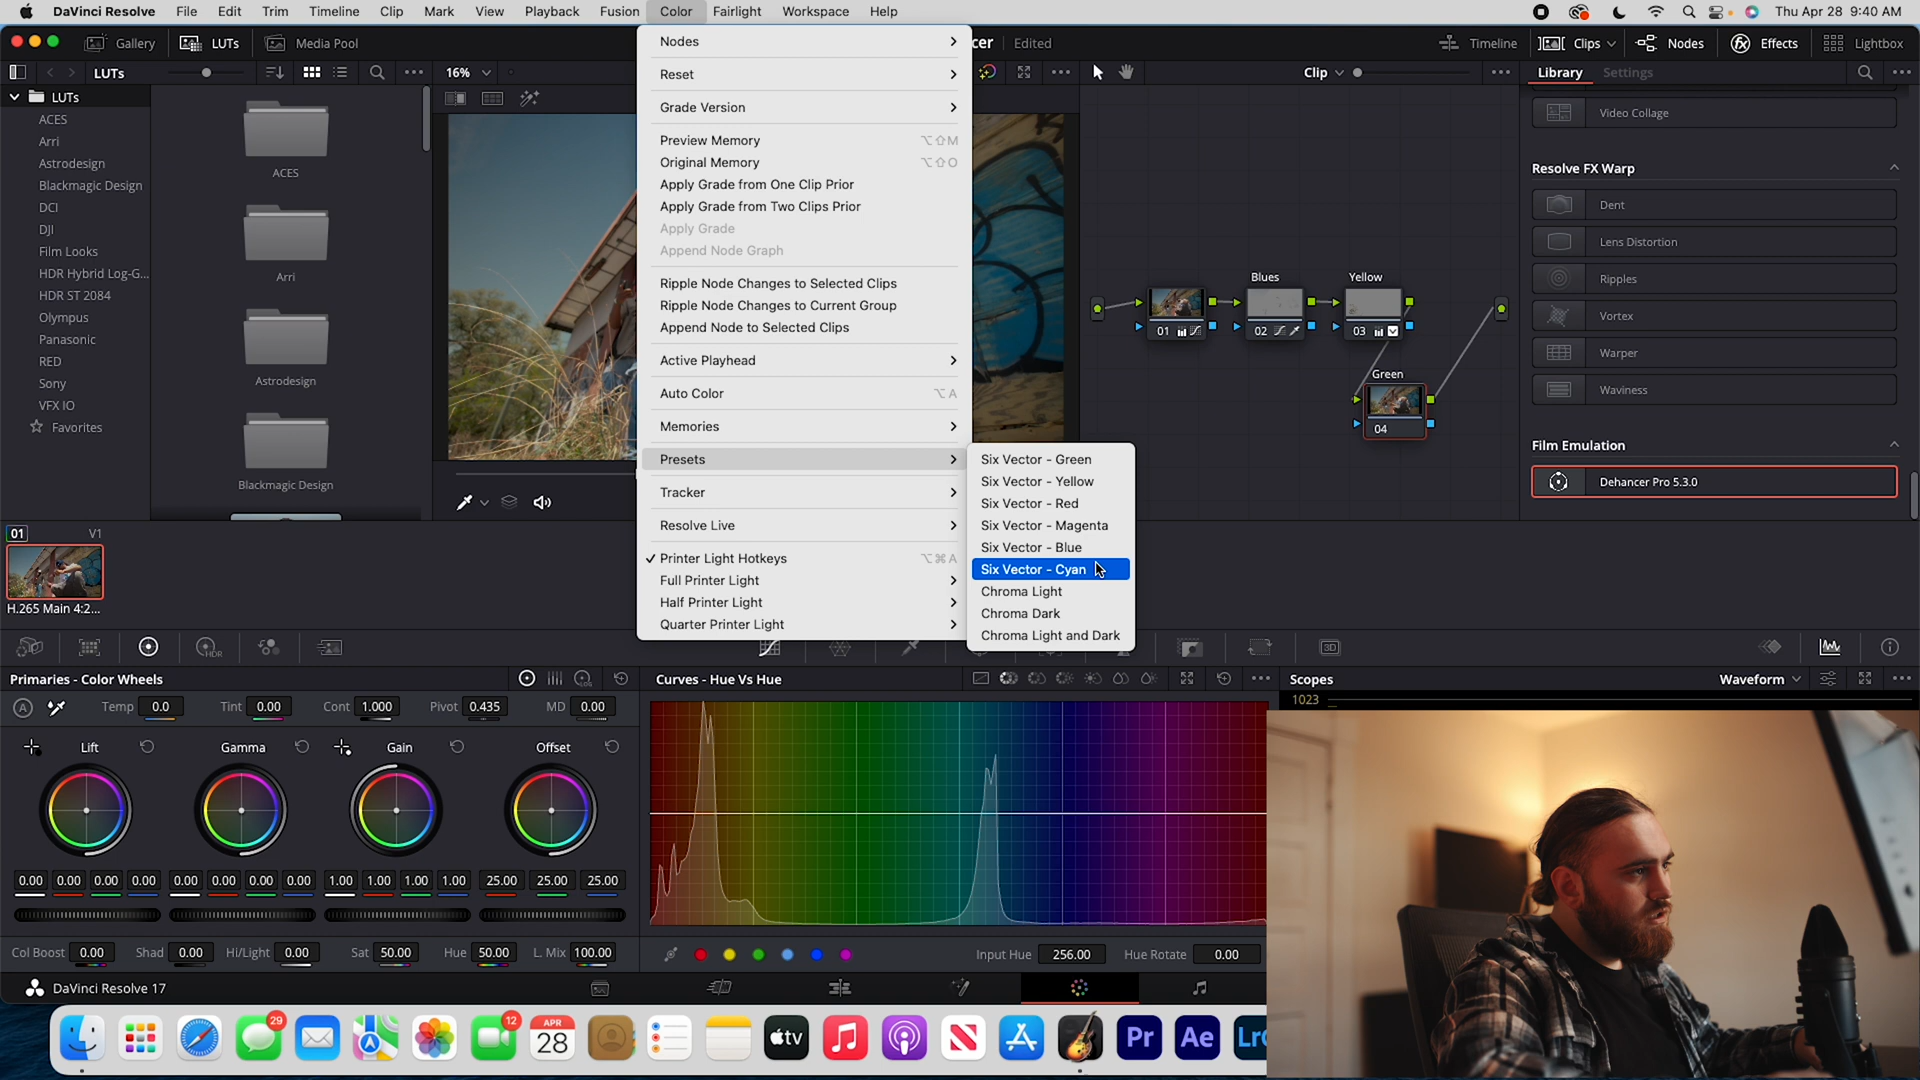 DaVinci Resolve File Edit Trim Timeline Clip Mark View Playback Fusion Color Fairlight Workspace Help Thu Apr 28 9:40 AM
Gallery LUTs Media Pool cer Edited Timeline Clips Nodes Effects Lightbox
LUTs 16% Clip Library Settings
LUTs
ACES
Arri
Astrodesign
Blackmagic Design
DCI
DJI
Film Looks
HDR Hybrid Log-G...
HDR ST 2084
Olympus
Panasonic
RED
Sony
VFX IO
Favorites
ACES
Arri
Astrodesign
Blackmagic Design
Nodes
Reset
Grade Version
Preview Memory ⌥⇧M
Original Memory ⌥⇧O
Apply Grade from One Clip Prior
Apply Grade from Two Clips Prior
Apply Grade
Append Node Graph
Ripple Node Changes to Selected Clips
Ripple Node Changes to Current Group
Append Node to Selected Clips
Active Playhead
Auto Color ⌥A
Memories
Presets
Tracker
Resolve Live
✓ Printer Light Hotkeys ⌥⌘A
Full Printer Light
Half Printer Light
Quarter Printer Light
Six Vector - Green
Six Vector - Yellow
Six Vector - Red
Six Vector - Magenta
Six Vector - Blue
Six Vector - Cyan
Chroma Light
Chroma Dark
Chroma Light and Dark
Blues Yellow
01 02 03
Green
04
Video Collage
Resolve FX Warp
Dent
Lens Distortion
Ripples
Vortex
Warper
Waviness
Film Emulation
Dehancer Pro 5.3.0
01 V1
H.265 Main 4:2...
HDR 3D
Primaries - Color Wheels Curves - Hue Vs Hue Scopes Waveform
LOG
1023
A Temp 0.0 Tint 0.00 Cont 1.000 Pivot 0.435 MD 0.00
Lift Gamma Gain Offset
0.00 0.00 0.00 0.00 0.00 0.00 0.00 0.00 1.00 1.00 1.00 1.00 25.00 25.00 25.00
Col Boost 0.00 Shad 0.00 Hi/Light 0.00 Sat 50.00 Hue 50.00 L. Mix 100.00
Input Hue 256.00 Hue Rotate 0.00
DaVinci Resolve 17
29 12 APR 28 tv Pr Ae Lr